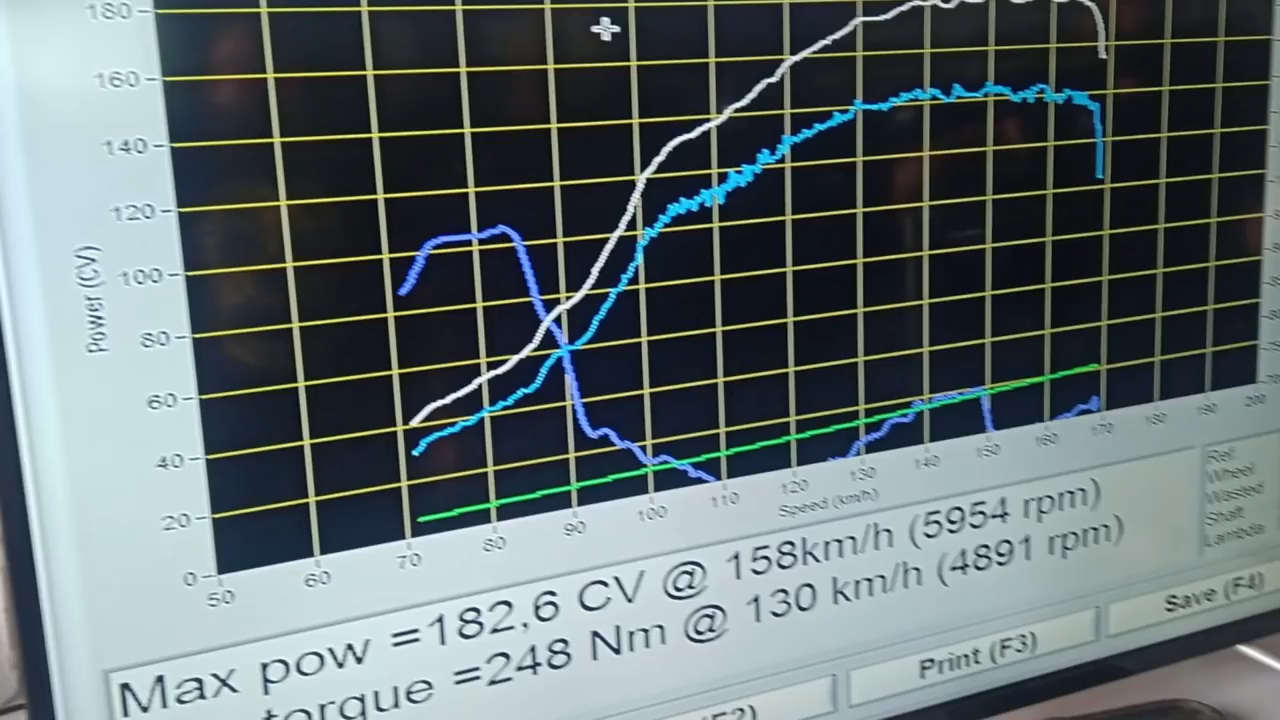 180
160
140
120
100
80
60
40
20
0
Power (CV)
50 60 70 80 90 100 110 120 130 140 150 160 170 180 190 200
Speed (km/h)
Rel.
Wheel
Wasted
Shaft
Lambda
Max pow =182,6 CV @ 158km/h (5954 rpm)
torque =248 Nm @ 130 km/h (4891 rpm)
Print (F3)
Save (F4)